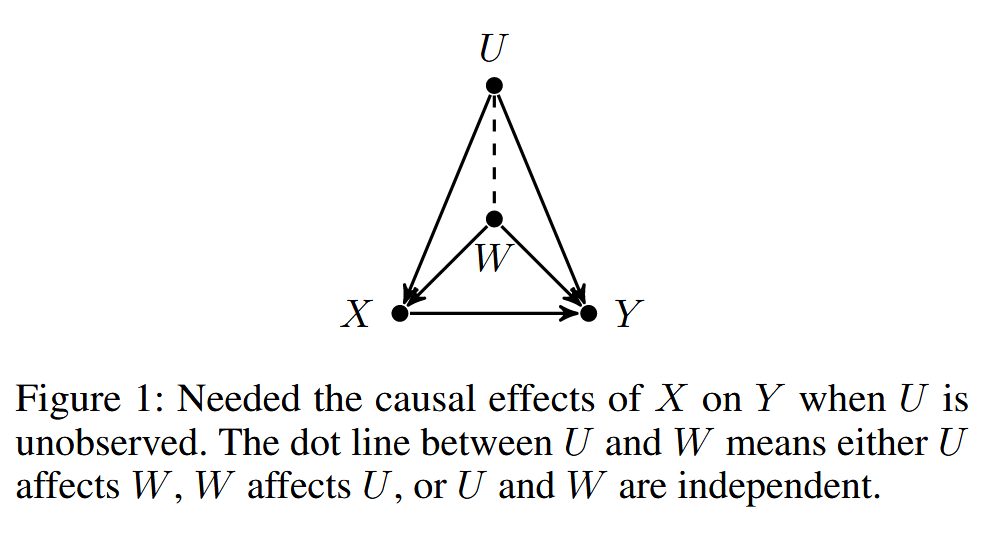 U
W
X
Y
Figure 1: Needed the causal effects of X on Y when U is
unobserved. The dot line between U and W means either U
affects W, W affects U, or U and W are independent.